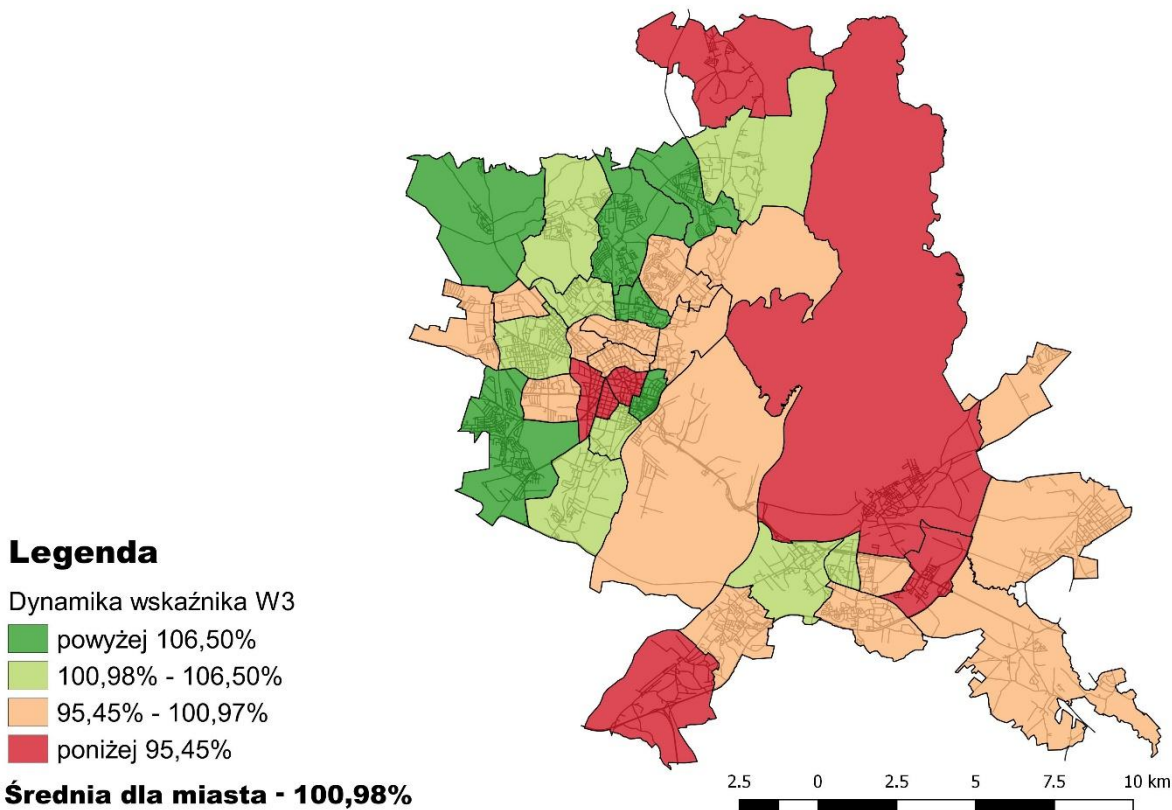 Legenda
Dynamika wskaźnika W3
powyżej 106,50%
100,98% - 106,50%
95,45% - 100,97%
poniżej 95,45%
Średnia dla miasta - 100,98%
2.5 0 2.5 5 7.5 10 km